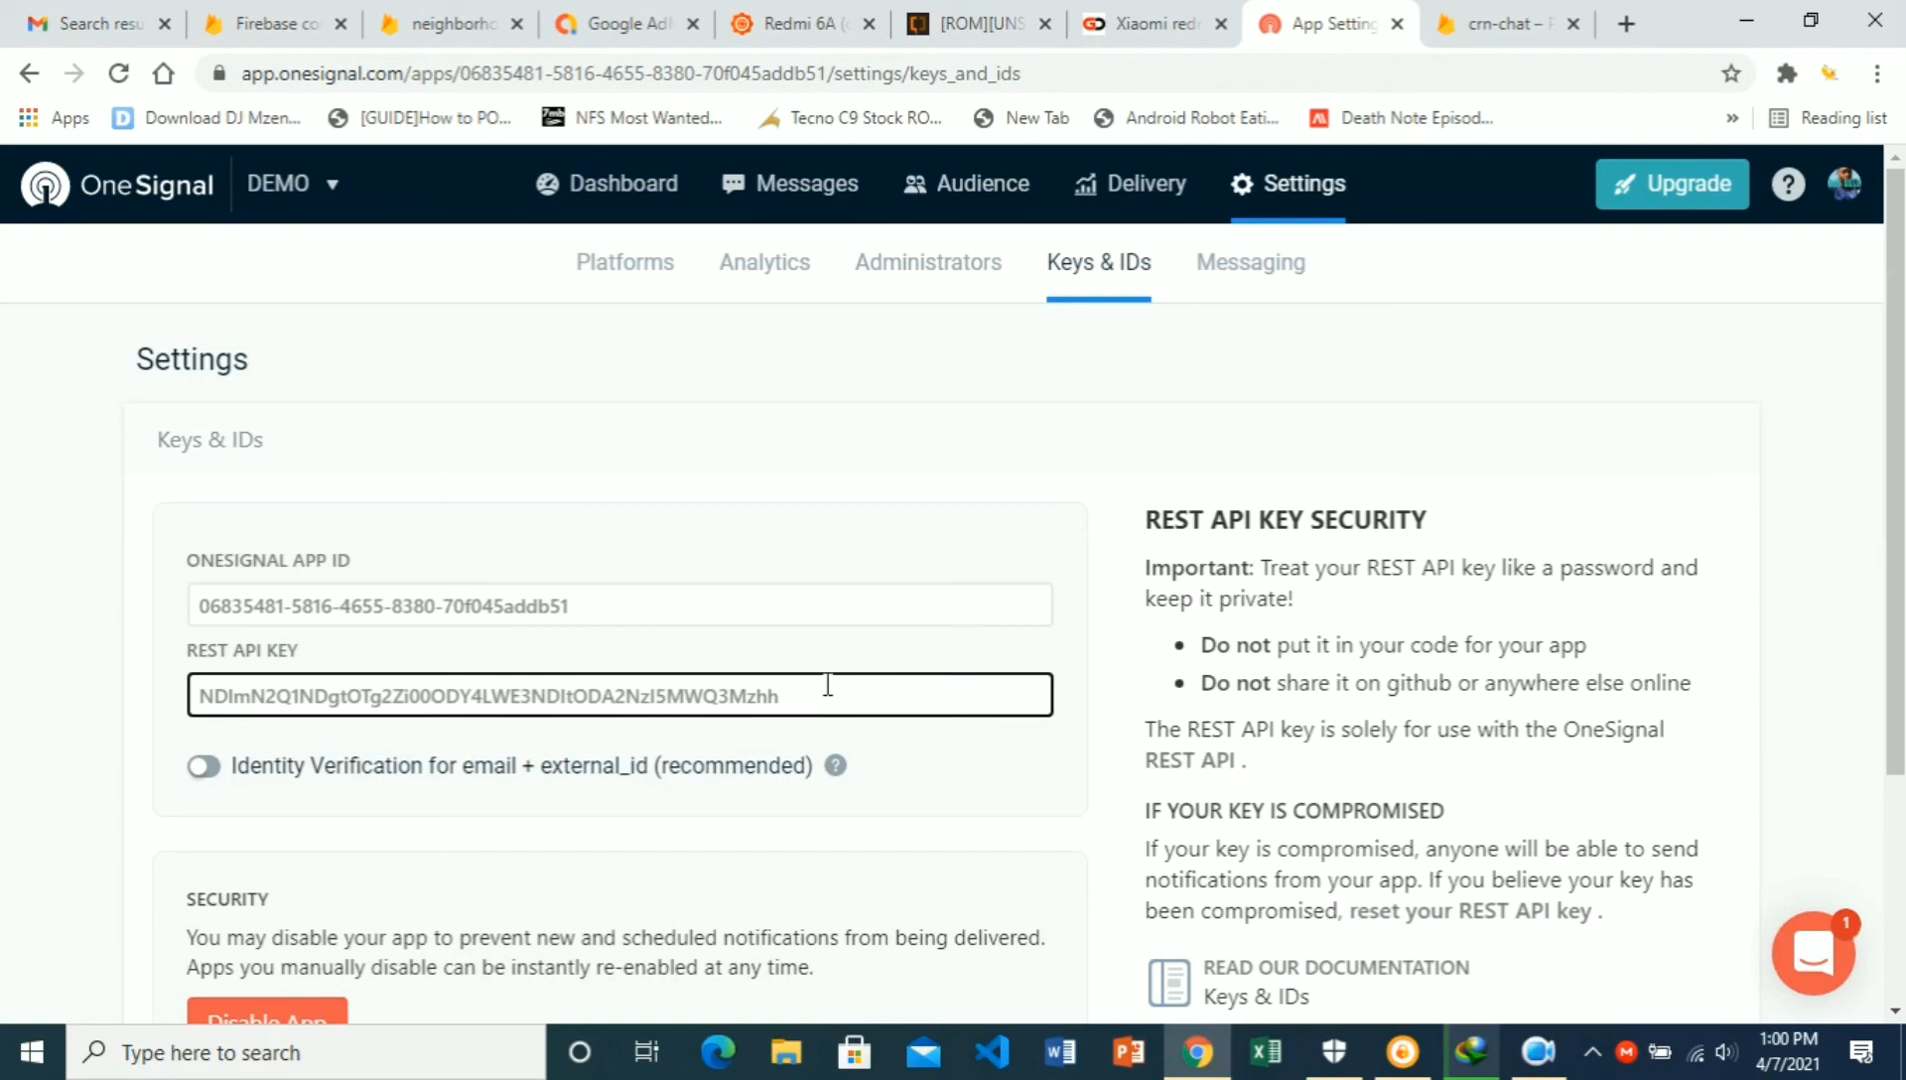 Search resu
Firebase co
neighborho
Google Ad
Redmi 6A (c
[ROM][UNS
Xiaomi redr
App Setting
crn-chat – F
app.onesignal.com/apps/06835481-5816-4655-8380-70f045addb51/settings/keys_and_ids
Apps
Download DJ Mzen...
[GUIDE]How to PO...
NFS Most Wanted...
Tecno C9 Stock RO...
New Tab
Android Robot Eati...
Death Note Episod...
»
Reading list
OneSignal
DEMO
Dashboard
Messages
Audience
Delivery
Settings
Upgrade
Platforms
Analytics
Administrators
Keys & IDs
Messaging
Settings
Keys & IDs
ONESIGNAL APP ID
06835481-5816-4655-8380-70f045addb51
REST API KEY
NDlmN2Q1NDgtOTg2Zi00ODY4LWE3NDItODA2NzI5MWQ3Mzhh
Identity Verification for email + external_id (recommended)
SECURITY
You may disable your app to prevent new and scheduled notifications from being delivered.
Apps you manually disable can be instantly re-enabled at any time.
Disable App
REST API KEY SECURITY
Important: Treat your REST API key like a password and
keep it private!
• Do not put it in your code for your app
• Do not share it on github or anywhere else online
The REST API key is solely for use with the OneSignal
REST API .
IF YOUR KEY IS COMPROMISED
If your key is compromised, anyone will be able to send
notifications from your app. If you believe your key has
been compromised, reset your REST API key .
READ OUR DOCUMENTATION
Keys & IDs
1
Type here to search
1:00 PM
4/7/2021